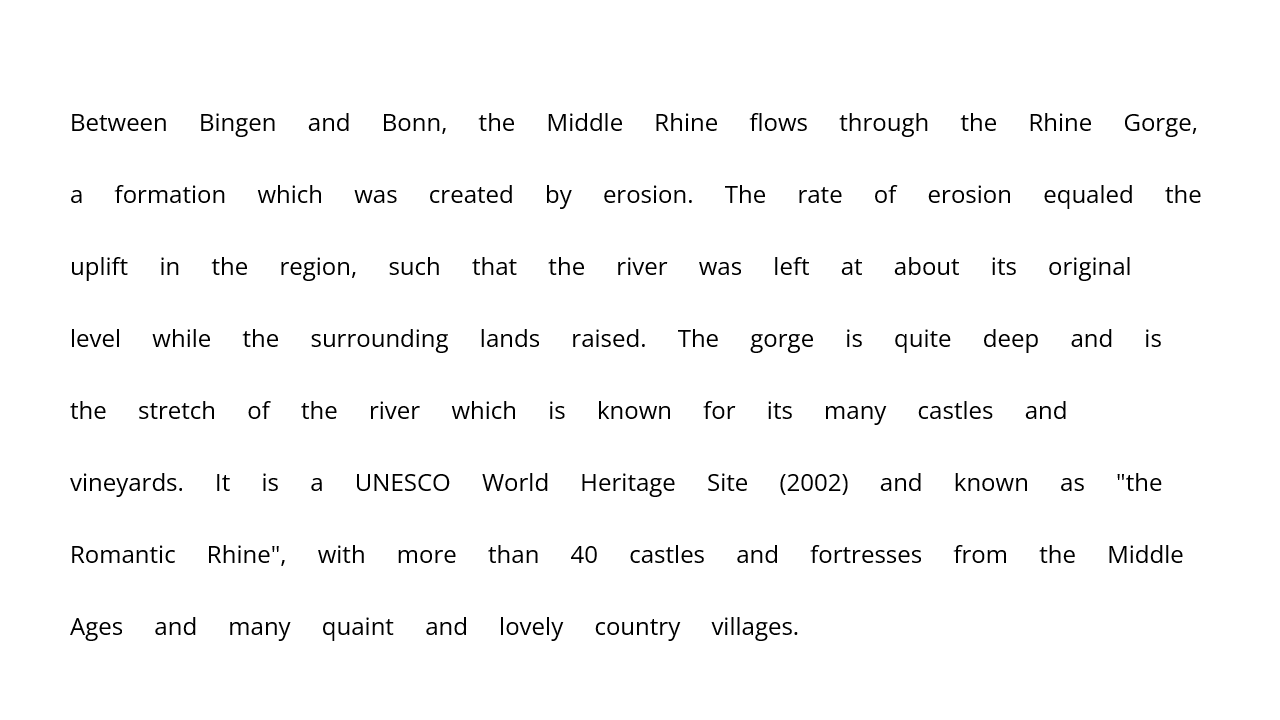 Between Bingen and Bonn, the Middle Rhine flows through the Rhine Gorge,
a formation which was created by erosion. The rate of erosion equaled the
uplift in the region, such that the river was left at about its original
level while the surrounding lands raised. The gorge is quite deep and is
the stretch of the river which is known for its many castles and
vineyards. It is a UNESCO World Heritage Site (2002) and known as "the
Romantic Rhine", with more than 40 castles and fortresses from the Middle
Ages and many quaint and lovely country villages.